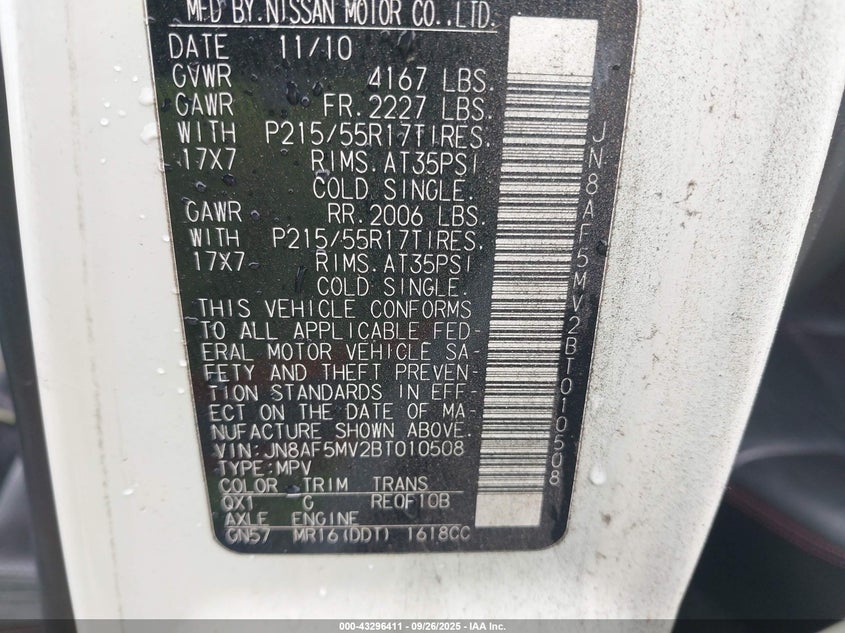 MFD BY.NISSAN MOTOR CO.,LTD.
DATE 11/10
GVWR 4167 LBS.
GAWR FR.2227 LBS.
WITH P215/55R17TIRES.
17X7 RIMS.AT35PSI
COLD SINGLE.
GAWR RR.2006 LBS.
WITH P215/55R17TIRES.
17X7 RIMS.AT35PSI
COLD SINGLE.
THIS VEHICLE CONFORMS
TO ALL APPLICABLE FED-
ERAL MOTOR VEHICLE SA-
FETY AND THEFT PREVEN-
TION STANDARDS IN EFF-
ECT ON THE DATE OF MA-
NUFACTURE SHOWN ABOVE.
VIN:JN8AF5MV2BT010508
TYPE:MPV
COLOR TRIM TRANS
QX1 G RE0F10B
AXLE ENGINE
GN57 MR16(DDT) 1618CC
JN8AF5MV2BT010508
000-43296411 - 09/26/2025 - IAA Inc.